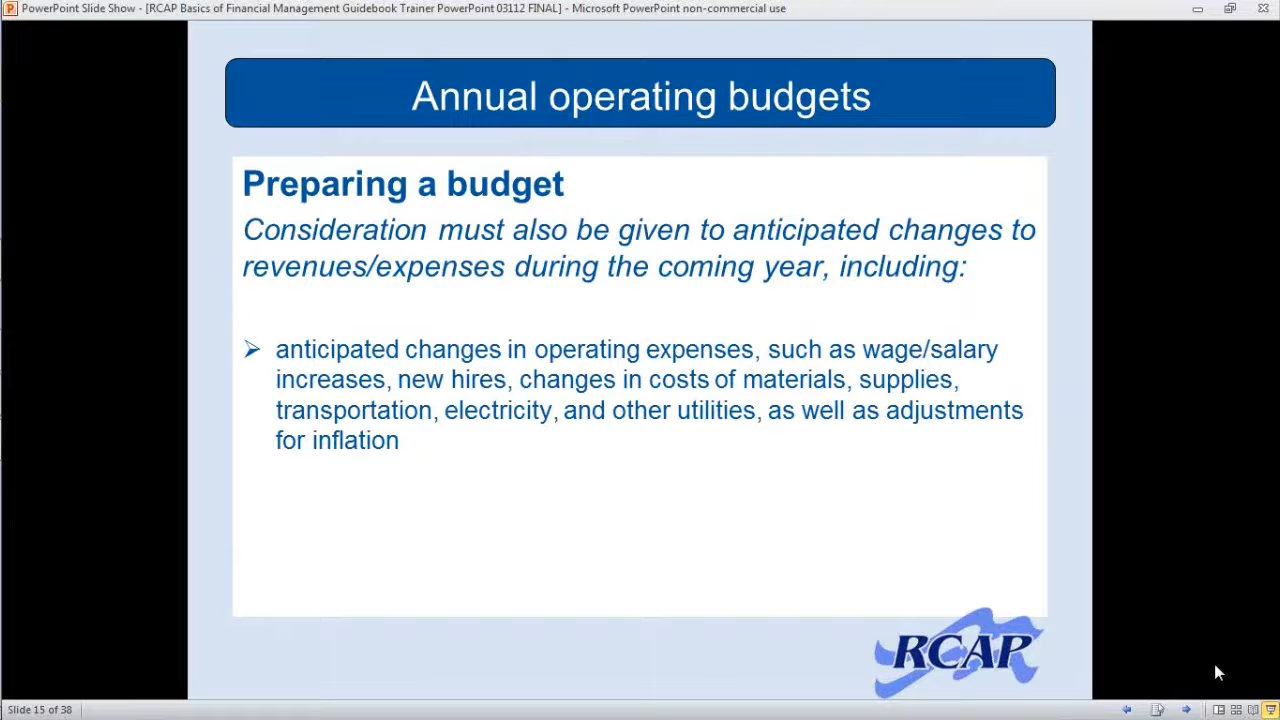 PowerPoint Slide Show - [RCAP Basics of Financial Management Guidebook Trainer PowerPoint 03112 FINAL] - Microsoft PowerPoint non-commercial use
Annual operating budgets
Preparing a budget
Consideration must also be given to anticipated changes to
revenues/expenses during the coming year, including:
anticipated changes in operating expenses, such as wage/salary
increases, new hires, changes in costs of materials, supplies,
transportation, electricity, and other utilities, as well as adjustments
for inflation
RCAP
Slide 15 of 38